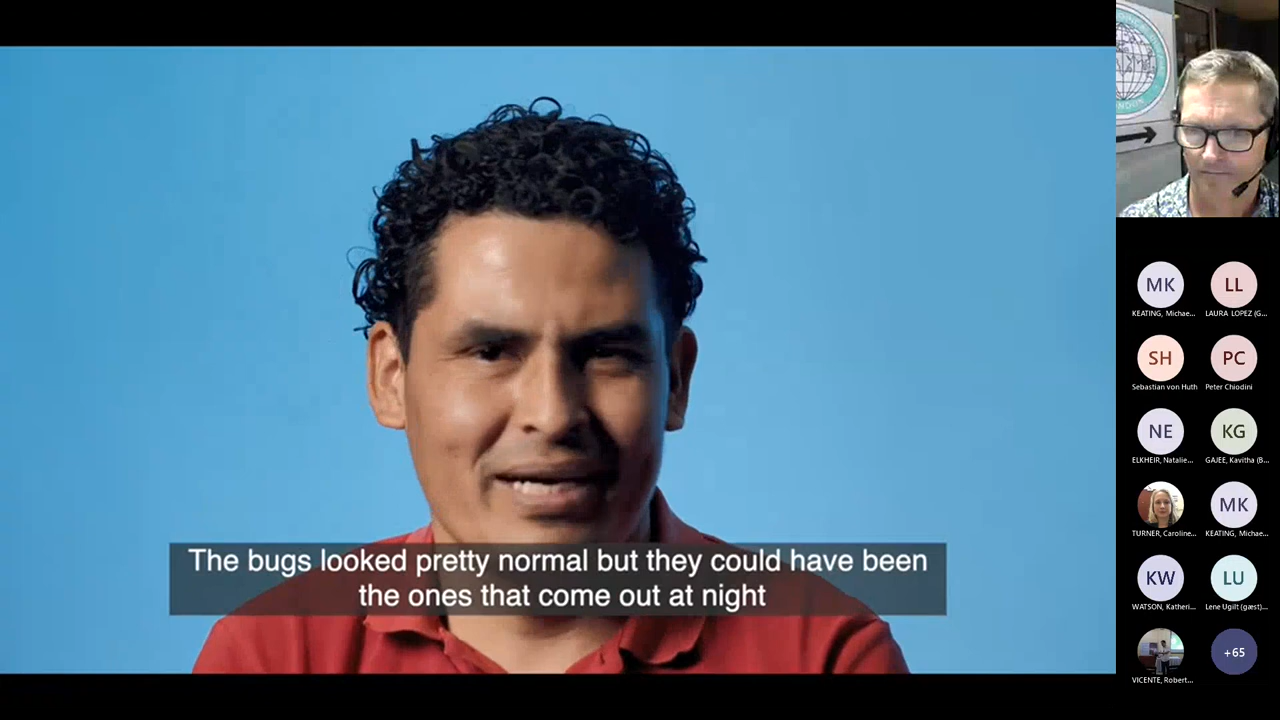 The bugs looked pretty normal but they could have been
the ones that come out at night
MK
LL
KEATING, Michae...
LAURA LOPEZ (G...
SH
PC
Sebastian von Huth
Peter Chiodini
NE
KG
ELKHEIR, Natalie...
GAJEE, Kavitha (B...
MK
TURNER, Caroline...
KEATING, Michae...
KW
LU
WATSON, Katheri...
Lene Ugilt (gæst)...
+65
VICENTE, Robert...